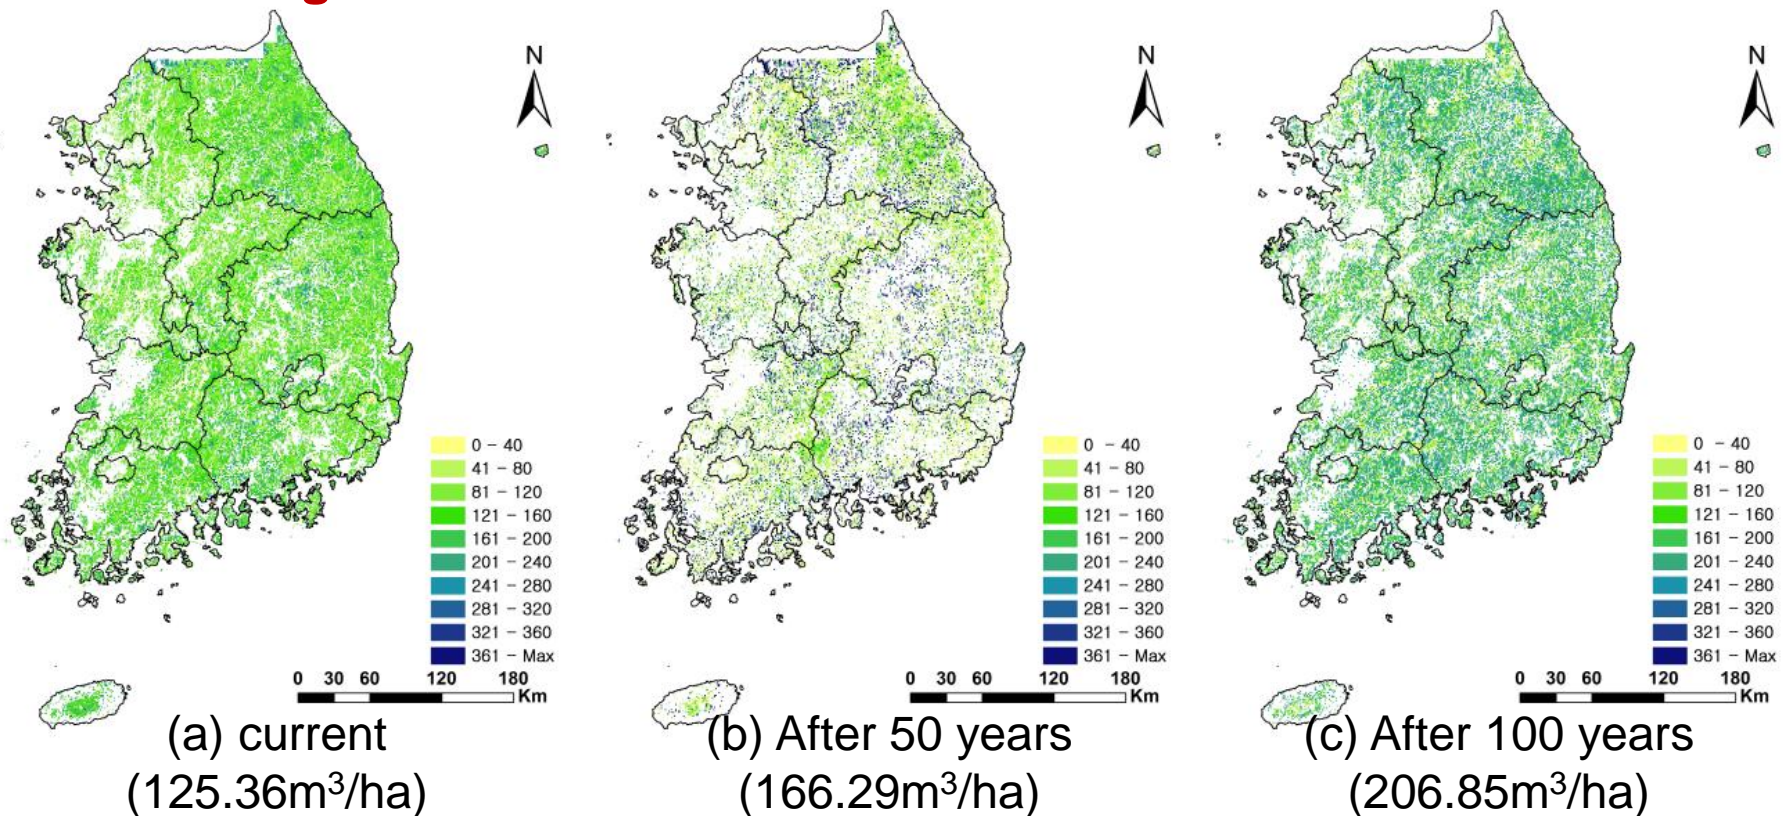 N
0 - 40
41 - 80
81 - 120
121 - 160
161 - 200
201 - 240
241 - 280
281 - 320
321 - 360
361 - Max
0 30 60 120 180
Km
(a) current
(125.36m³/ha)
N
0 - 40
41 - 80
81 - 120
121 - 160
161 - 200
201 - 240
241 - 280
281 - 320
321 - 360
361 - Max
0 30 60 120 180
Km
(b) After 50 years
(166.29m³/ha)
N
0 - 40
41 - 80
81 - 120
121 - 160
161 - 200
201 - 240
241 - 280
281 - 320
321 - 360
361 - Max
0 30 60 120 180
Km
(c) After 100 years
(206.85m³/ha)